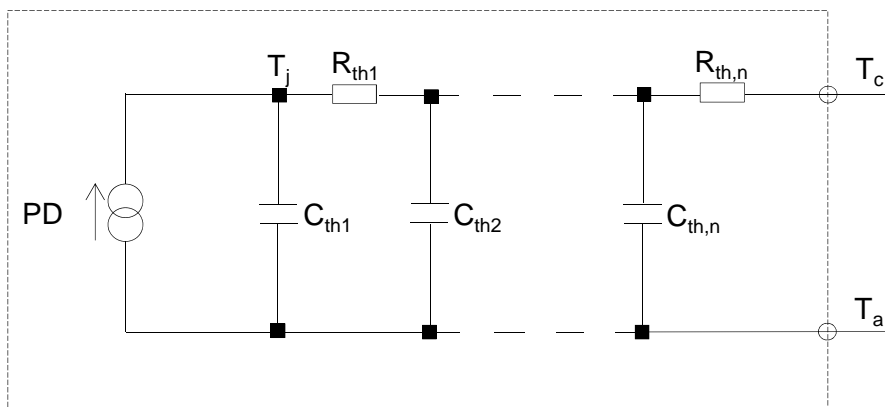 T_j R_th1 R_th,n T_c
PD C_th1 C_th2 C_th,n
T_a